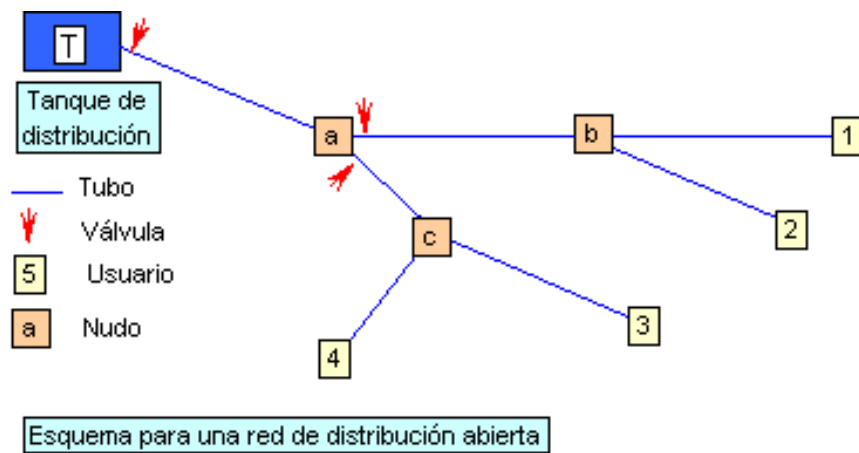 T
Tanque de
distribución
a
b
1
2
c
3
4
Tubo
Válvula
5 Usuario
a Nudo
Esquema para una red de distribución abierta